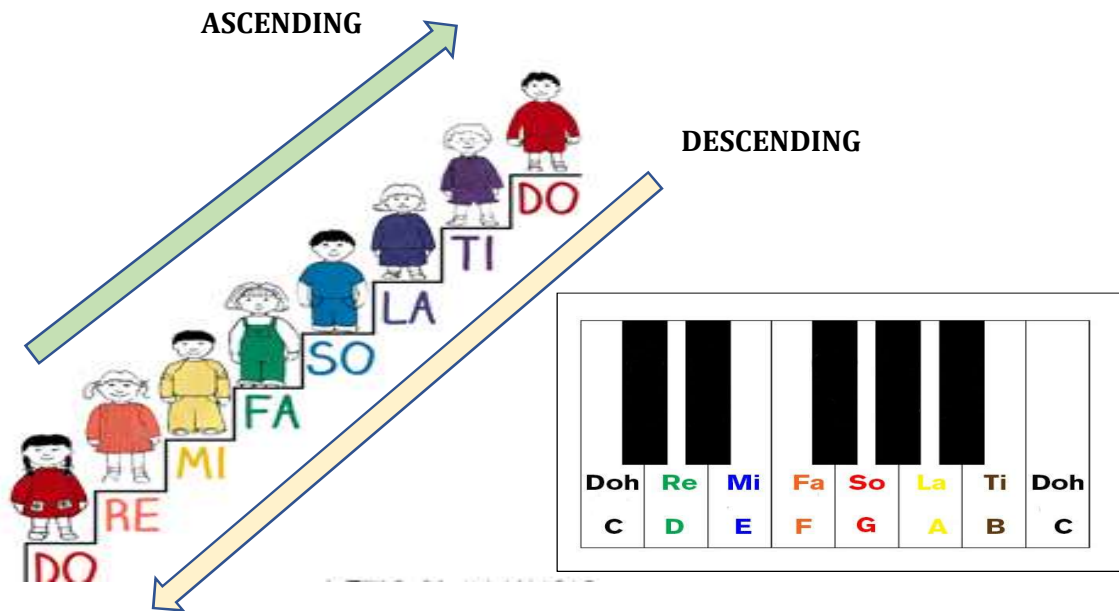 ASCENDING
DESCENDING
DO
TI
LA
SO
FA
MI
RE
DO
Doh Re Mi Fa So La Ti Doh
C D E F G A B C